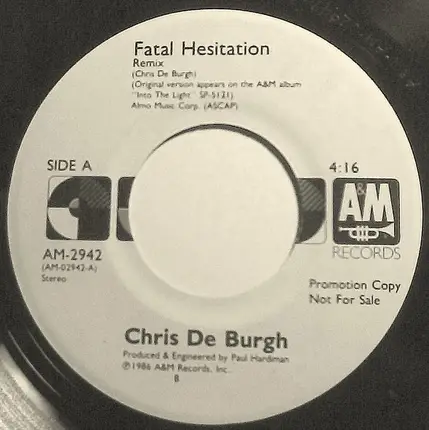 Fatal Hesitation
Remix
(Chris De Burgh)
(Original version appears on the A&M album
"Into The Light" SP-5121)
Almo Music Corp. (ASCAP)
SIDE A
4:16
A&M
RECORDS
AM-2942
(AM-02942-A)
Stereo
Promotion Copy
Not For Sale
Chris De Burgh
Produced & Engineered by Paul Hardiman
℗1986 A&M Records, Inc.
B